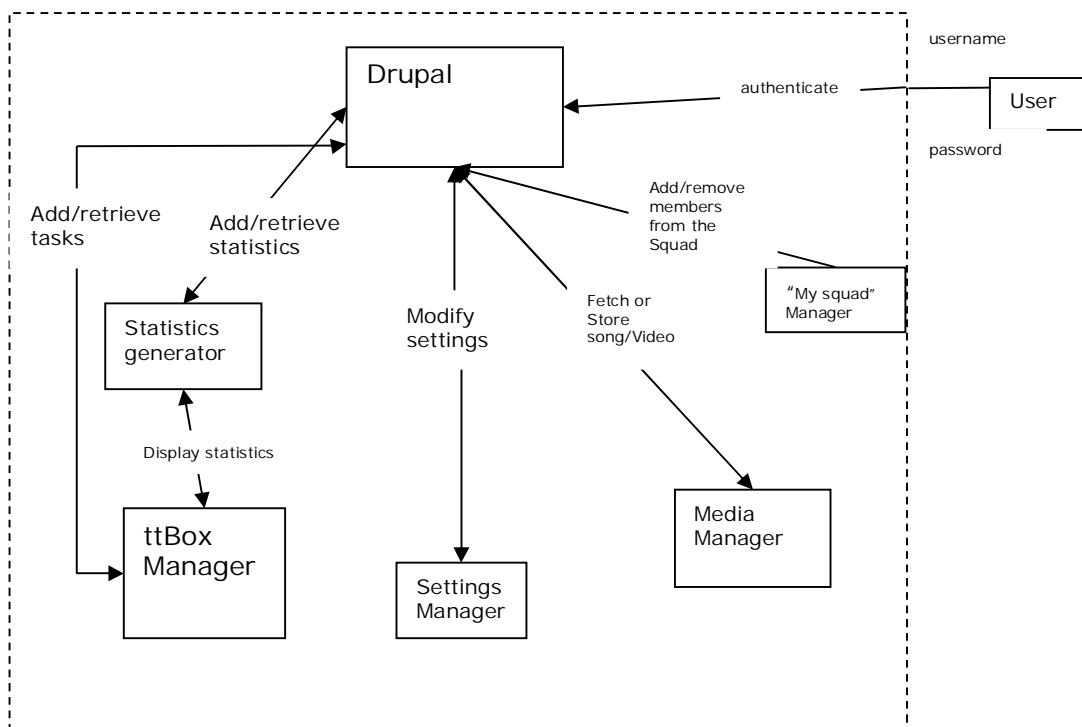 username
Drupal
authenticate
User
password
Add/remove
members
from the
Squad
Add/retrieve
tasks
Add/retrieve
statistics
“My squad”
Manager
Fetch or
Store
song/Video
Modify
settings
Statistics
generator
Display statistics
ttBox
Manager
Media
Manager
Settings
Manager